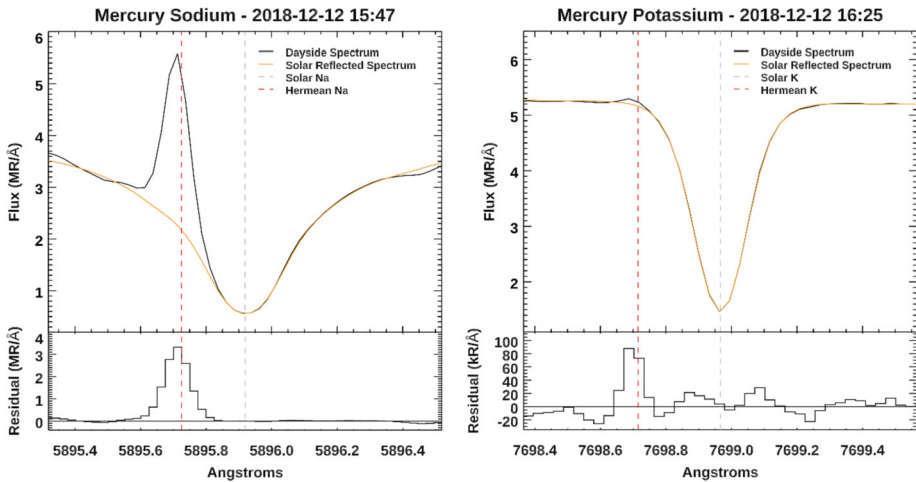 Mercury Sodium - 2018-12-12 15:47
6
5
4
3
2
1
Flux (MR/Å)
Dayside Spectrum
Solar Reflected Spectrum
Solar Na
Hermean Na
4
3
2
1
0
Residual (MR/Å)
5895.4 5895.6 5895.8 5896.0 5896.2 5896.4
Angstroms
Mercury Potassium - 2018-12-12 16:25
6
5
4
3
2
Flux (MR/Å)
Dayside Spectrum
Solar Reflected Spectrum
Solar K
Hermean K
100
80
60
40
20
0
-20
Residual (kR/Å)
7698.4 7698.6 7698.8 7699.0 7699.2 7699.4
Angstroms